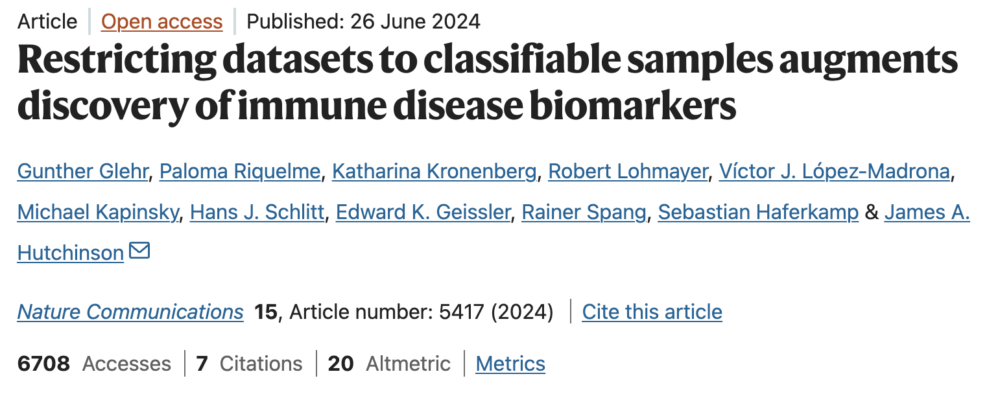 Article | Open access | Published: 26 June 2024
Restricting datasets to classifiable samples augments
discovery of immune disease biomarkers
Gunther Glehr, Paloma Riquelme, Katharina Kronenberg, Robert Lohmayer, Víctor J. López-Madrona,
Michael Kapinsky, Hans J. Schlitt, Edward K. Geissler, Rainer Spang, Sebastian Haferkamp & James A.
Hutchinson
Nature Communications 15, Article number: 5417 (2024) | Cite this article
6708 Accesses | 7 Citations | 20 Altmetric | Metrics